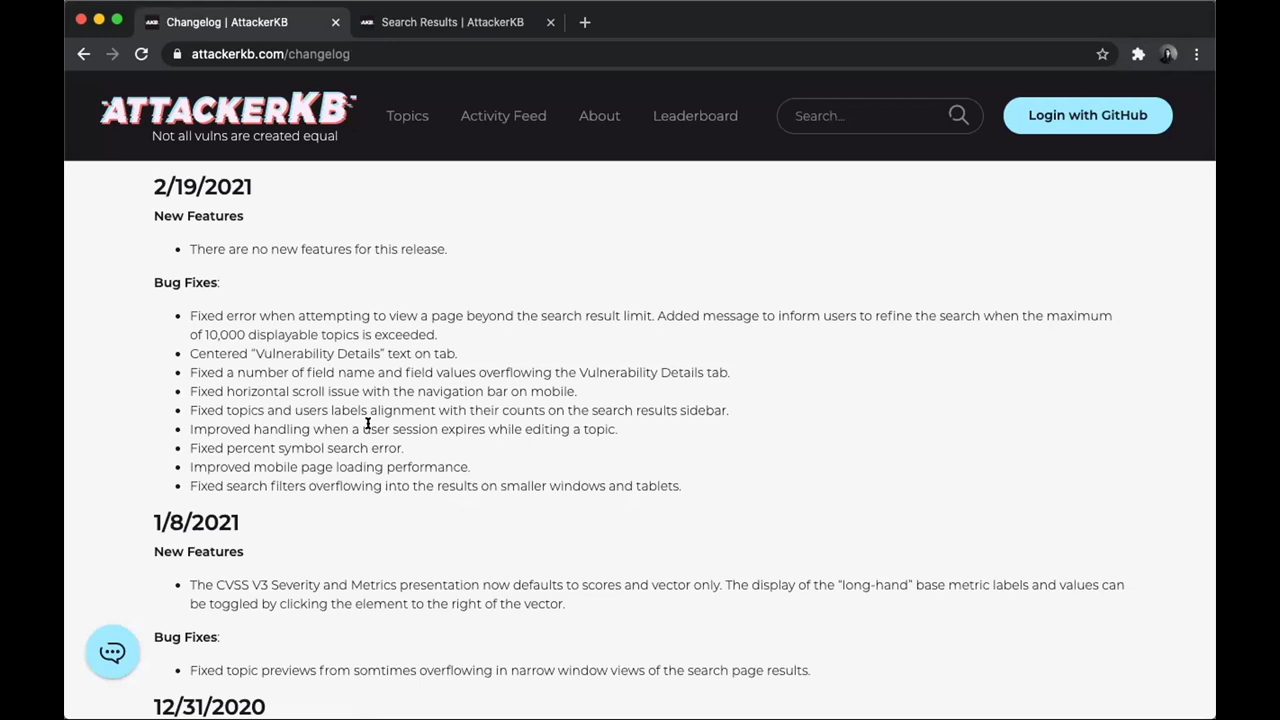 Changelog | AttackerKB
Search Results | AttackerKB
attackerkb.com/changelog
ATTACKERKB
Not all vulns are created equal
Topics
Activity Feed
About
Leaderboard
Search...
Login with GitHub
2/19/2021
New Features
• There are no new features for this release.
Bug Fixes:
• Fixed error when attempting to view a page beyond the search result limit. Added message to inform users to refine the search when the maximum
of 10,000 displayable topics is exceeded.
• Centered “Vulnerability Details” text on tab.
• Fixed a number of field name and field values overflowing the Vulnerability Details tab.
• Fixed horizontal scroll issue with the navigation bar on mobile.
• Fixed topics and users labels alignment with their counts on the search results sidebar.
• Improved handling when a user session expires while editing a topic.
• Fixed percent symbol search error.
• Improved mobile page loading performance.
• Fixed search filters overflowing into the results on smaller windows and tablets.
1/8/2021
New Features
• The CVSS V3 Severity and Metrics presentation now defaults to scores and vector only. The display of the “long-hand” base metric labels and values can
be toggled by clicking the element to the right of the vector.
Bug Fixes:
• Fixed topic previews from somtimes overflowing in narrow window views of the search page results.
12/31/2020